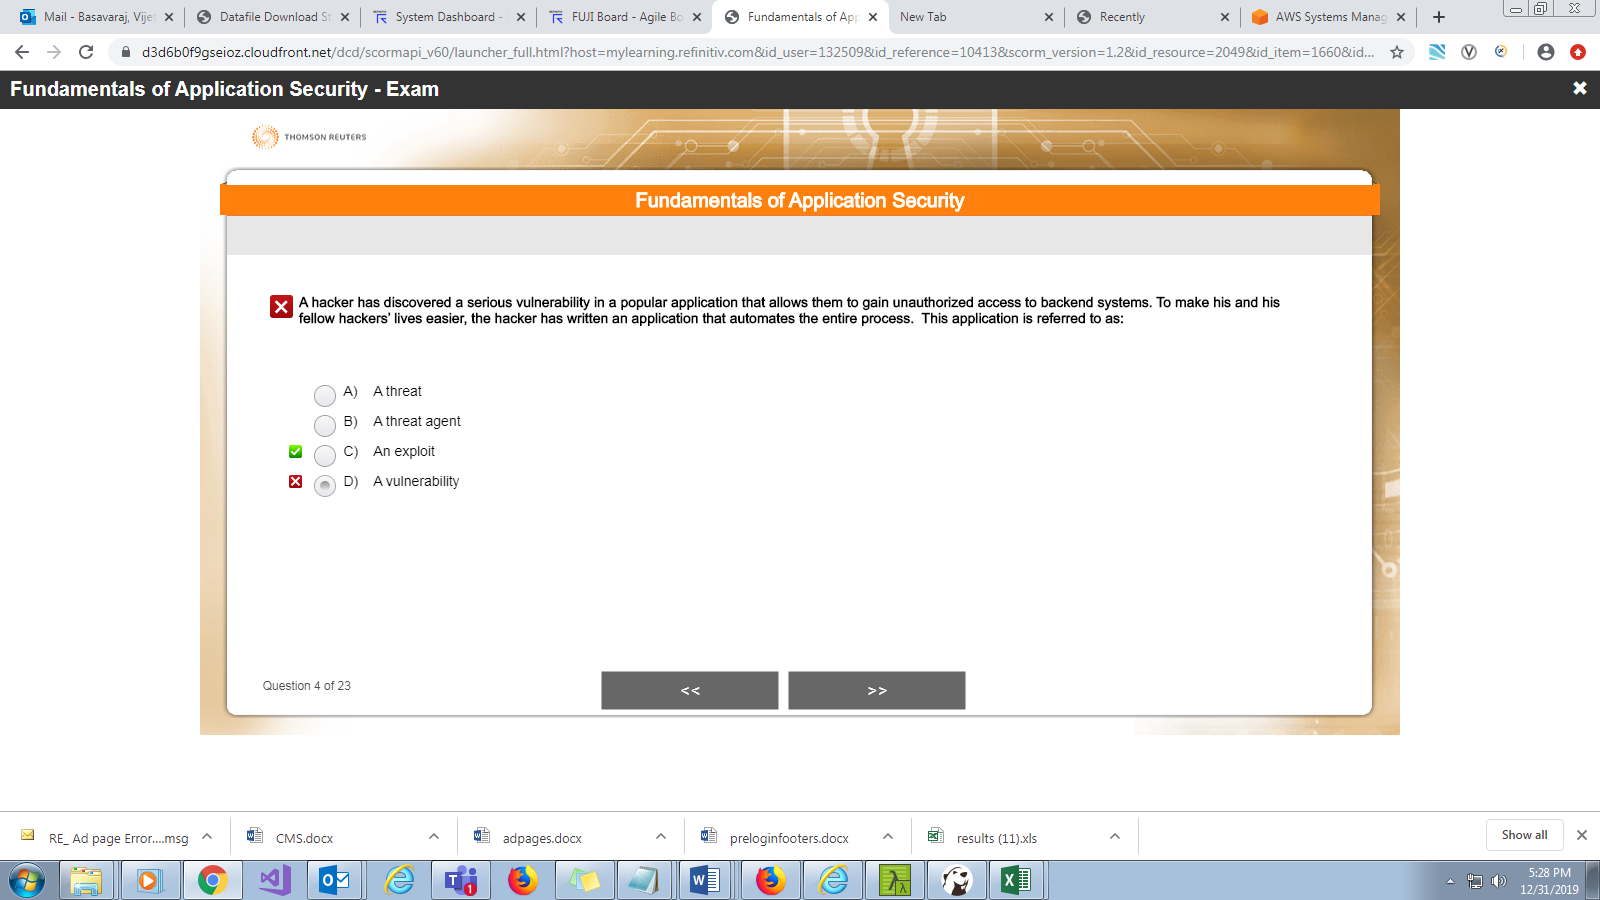 Mail - Basavaraj, Vije
Datafile Download St
System Dashboard -
FUJI Board - Agile Bo
Fundamentals of App
New Tab
Recently
AWS Systems Manag
d3d6b0f9gseioz.cloudfront.net/dcd/scormapi_v60/launcher_full.html?host=mylearning.refinitiv.com&id_user=132509&id_reference=10413&scorm_version=1.2&id_resource=2049&id_item=1660&id...
Fundamentals of Application Security - Exam
THOMSON REUTERS
Fundamentals of Application Security
A hacker has discovered a serious vulnerability in a popular application that allows them to gain unauthorized access to backend systems. To make his and his
fellow hackers' lives easier, the hacker has written an application that automates the entire process. This application is referred to as:
A) A threat
B) A threat agent
C) An exploit
D) A vulnerability
Question 4 of 23
<<
>>
RE_ Ad page Error....msg
CMS.docx
adpages.docx
preloginfooters.docx
results (11).xls
Show all
5:28 PM
12/31/2019